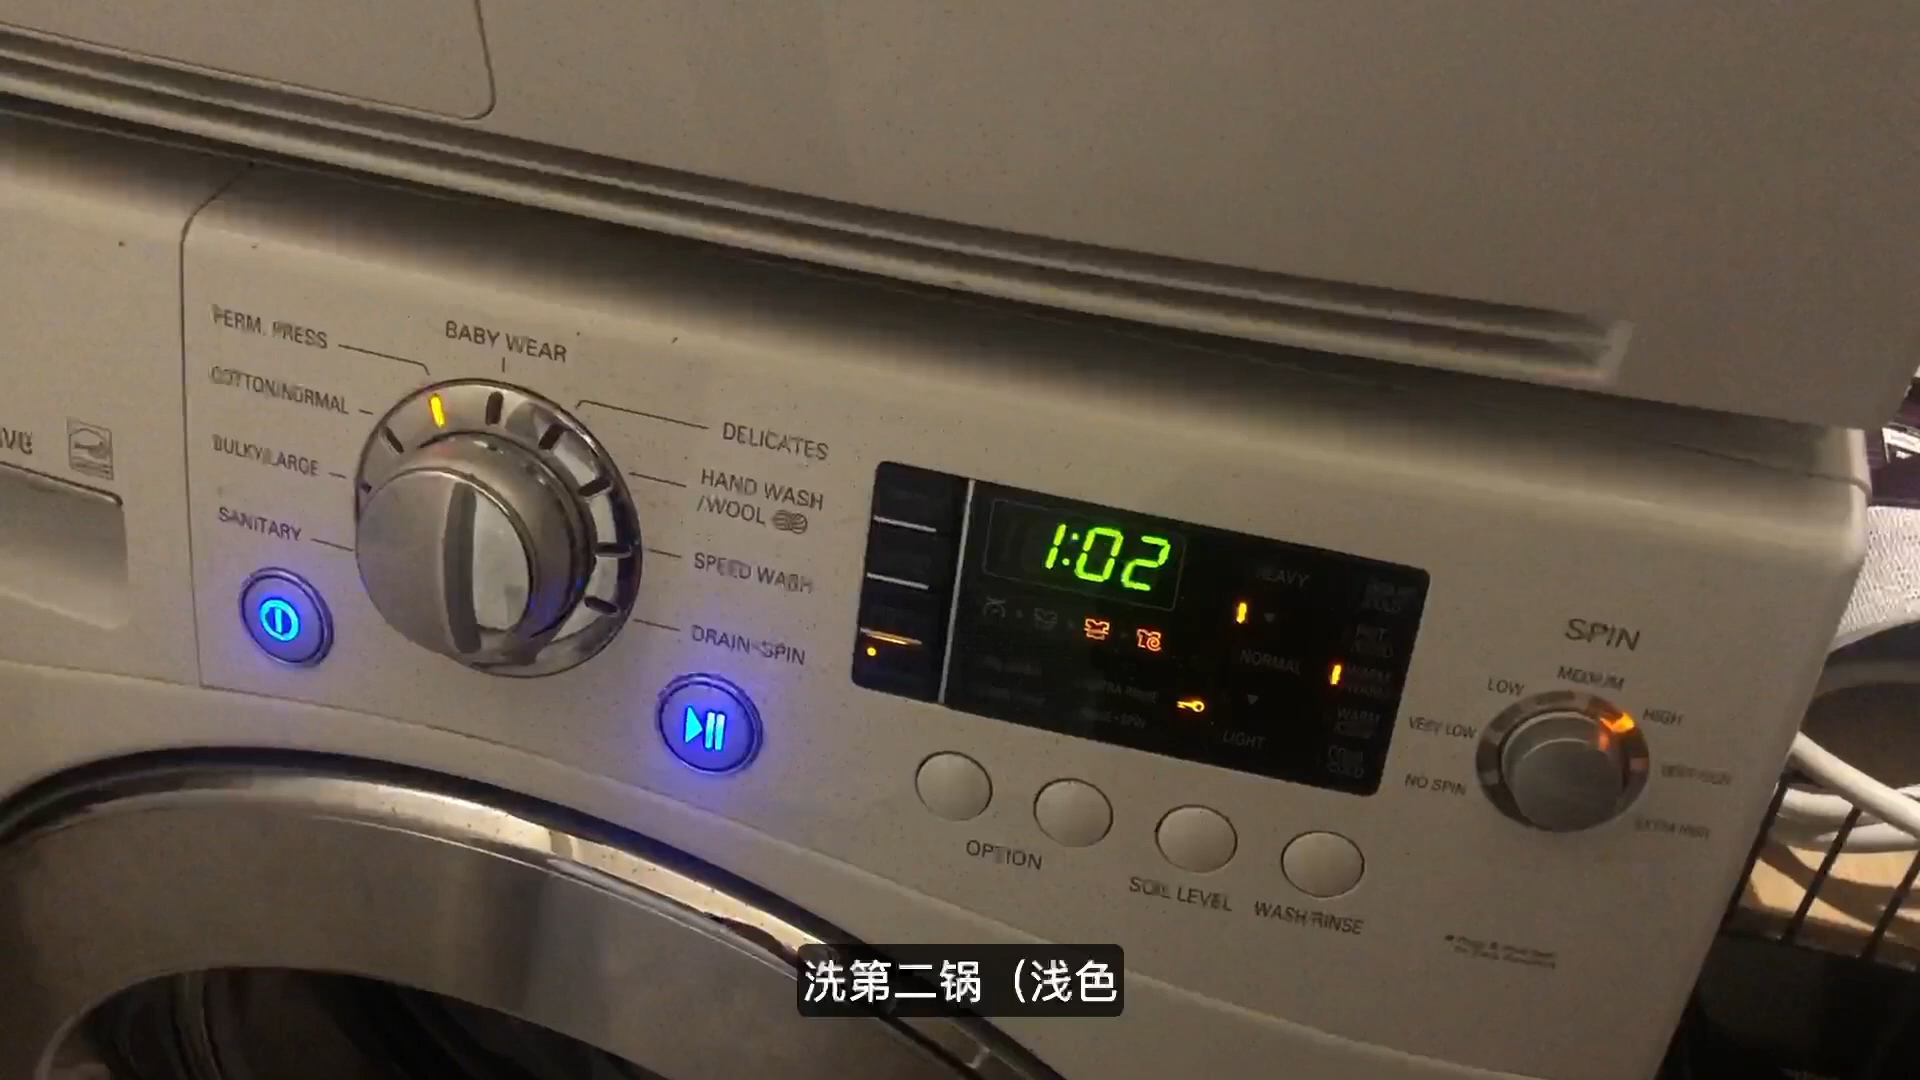 PERM. PRESS
BABY WEAR
COTTON/NORMAL
BULKY/LARGE
SANITARY
DELICATES
HAND WASH
/WOOL
SPEED WASH
DRAIN+SPIN
1:02
HEAVY
NORMAL
LIGHT
WARM
OPTION
SOIL LEVEL
WASH/RINSE
SPIN
MEDIUM
LOW
HIGH
VERY LOW
NO SPIN
EXTRA HIGH
洗第二锅（浅色